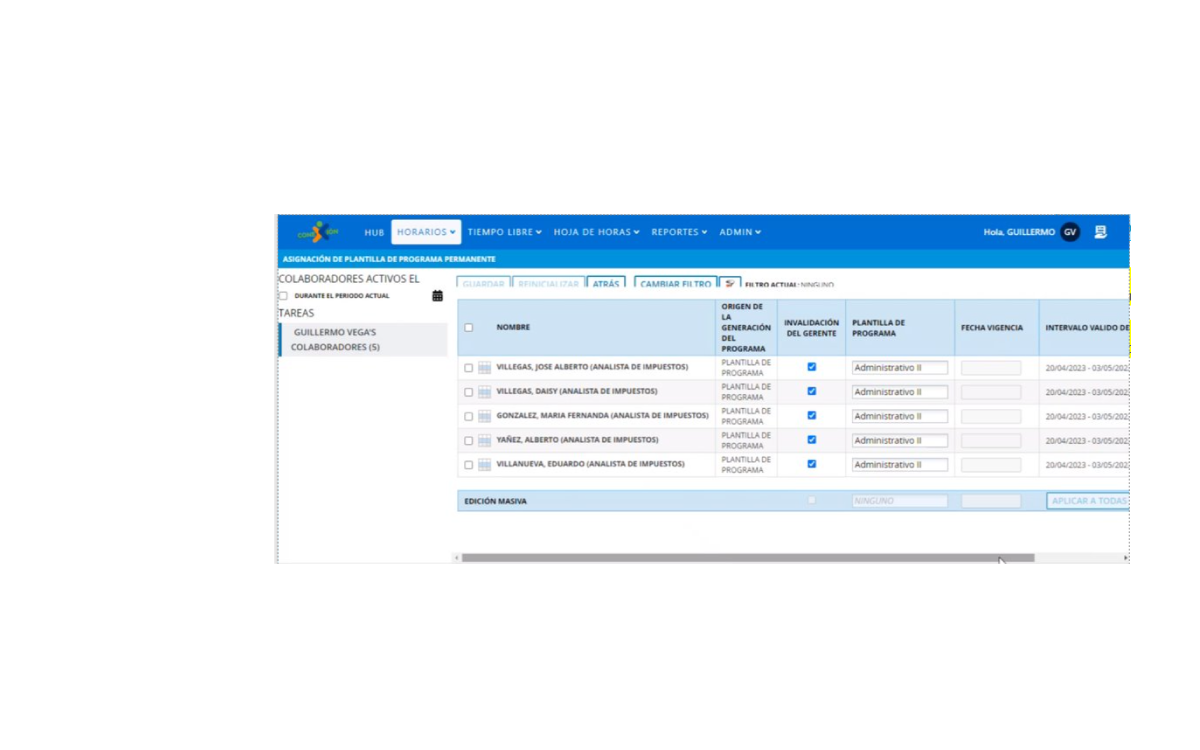 HUB HORARIOS TIEMPO LIBRE HOJA DE HORAS REPORTES ADMIN Hola, GUILLERMO GV
ASIGNACIÓN DE PLANTILLA DE PROGRAMA PERMANENTE
COLABORADORES ACTIVOS EL
DURANTE EL PERIODO ACTUAL
TAREAS
GUILLERMO VEGA'S
COLABORADORES (5)
GUARDAR REINICIALIZAR ATRÁS CAMBIAR FILTRO FILTRO ACTUAL: NINGUNO
NOMBRE
ORIGEN DE
LA
GENERACIÓN
DEL
PROGRAMA
INVALIDACIÓN
DEL GERENTE
PLANTILLA DE
PROGRAMA
FECHA VIGENCIA
INTERVALO VALIDO DE
VILLEGAS, JOSE ALBERTO (ANALISTA DE IMPUESTOS)
PLANTILLA DE
PROGRAMA
Administrativo II
20/04/2023 - 03/05/202
VILLEGAS, DAISY (ANALISTA DE IMPUESTOS)
PLANTILLA DE
PROGRAMA
Administrativo II
20/04/2023 - 03/05/202
GONZALEZ, MARIA FERNANDA (ANALISTA DE IMPUESTOS)
PLANTILLA DE
PROGRAMA
Administrativo II
20/04/2023 - 03/05/202
YAÑEZ, ALBERTO (ANALISTA DE IMPUESTOS)
PLANTILLA DE
PROGRAMA
Administrativo II
20/04/2023 - 03/05/202
VILLANUEVA, EDUARDO (ANALISTA DE IMPUESTOS)
PLANTILLA DE
PROGRAMA
Administrativo II
20/04/2023 - 03/05/202
EDICIÓN MASIVA NINGUNO APLICAR A TODAS